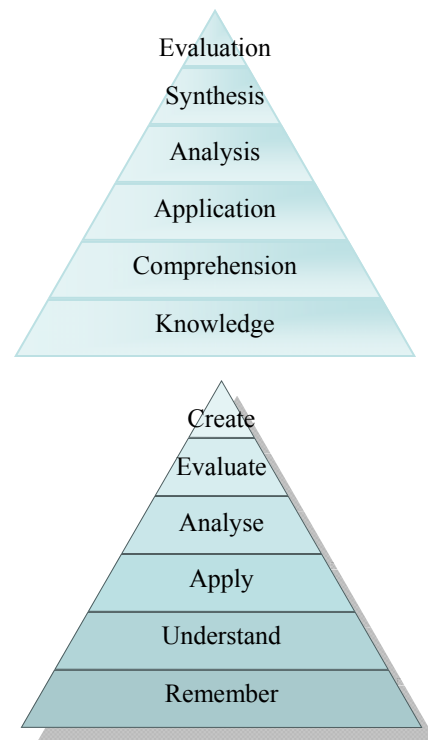 Evaluation
Synthesis
Analysis
Application
Comprehension
Knowledge
Create
Evaluate
Analyse
Apply
Understand
Remember